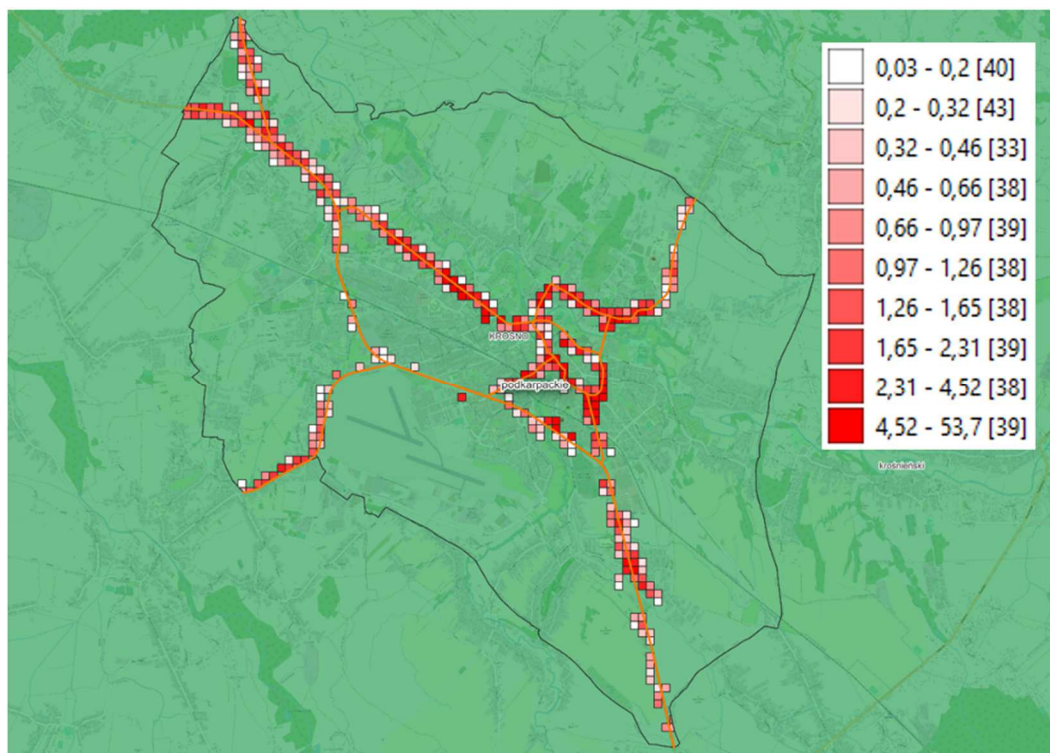 0,03 - 0,2 [40]
0,2 - 0,32 [43]
0,32 - 0,46 [33]
0,46 - 0,66 [38]
0,66 - 0,97 [39]
0,97 - 1,26 [38]
1,26 - 1,65 [38]
1,65 - 2,31 [39]
2,31 - 4,52 [38]
4,52 - 53,7 [39]
KROSNO
podkarpackie
krośnieński